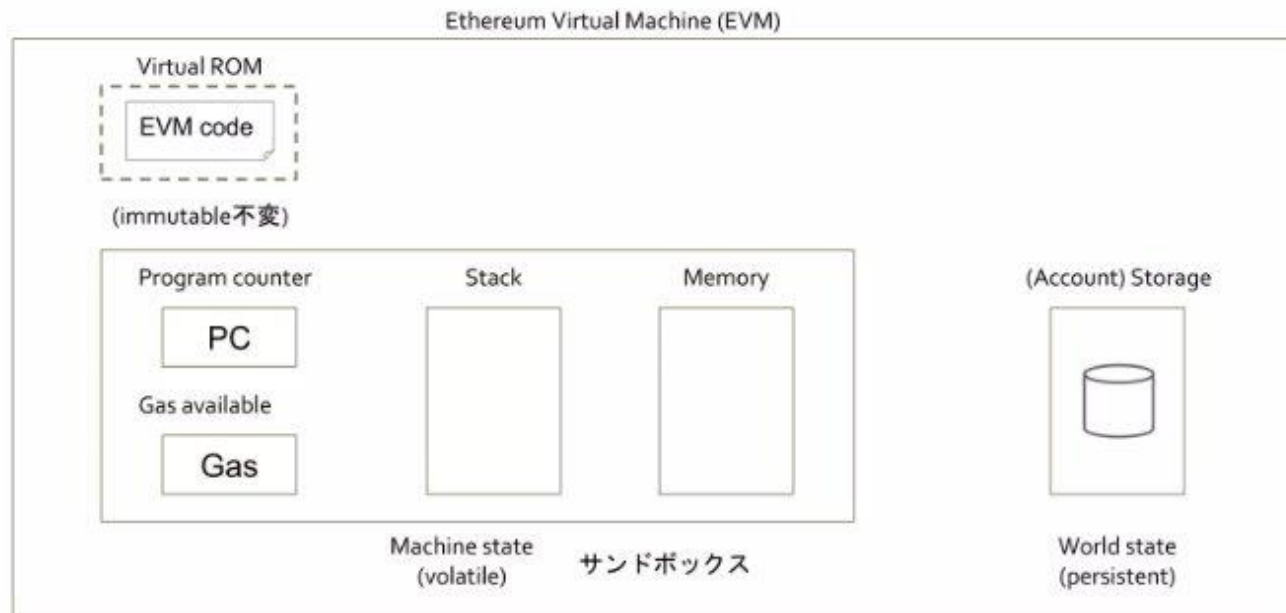 Ethereum Virtual Machine (EVM)
Virtual ROM
EVM code
(immutable不変)
Program counter
Stack
Memory
(Account) Storage
PC
Gas available
Gas
Machine state
(volatile)
サンドボックス
World state
(persistent)